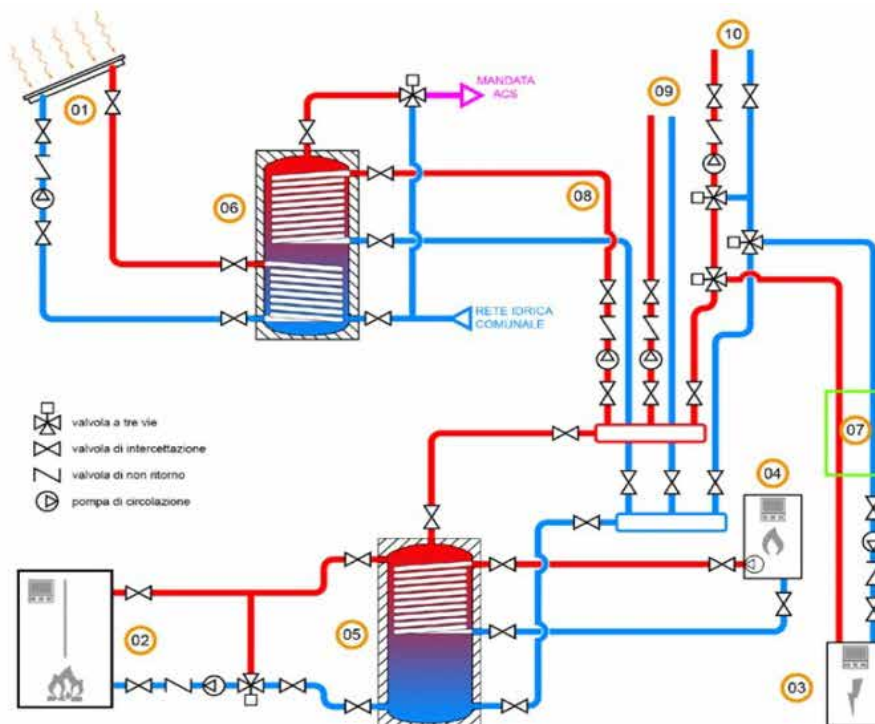 10
09
MANDATA
ACS
01
06
08
RETE IDRICA
COMUNALE
valvola a tre vie
valvola di intercettazione
valvola di non ritorno
pompa di circolazione
07
04
02
05
03